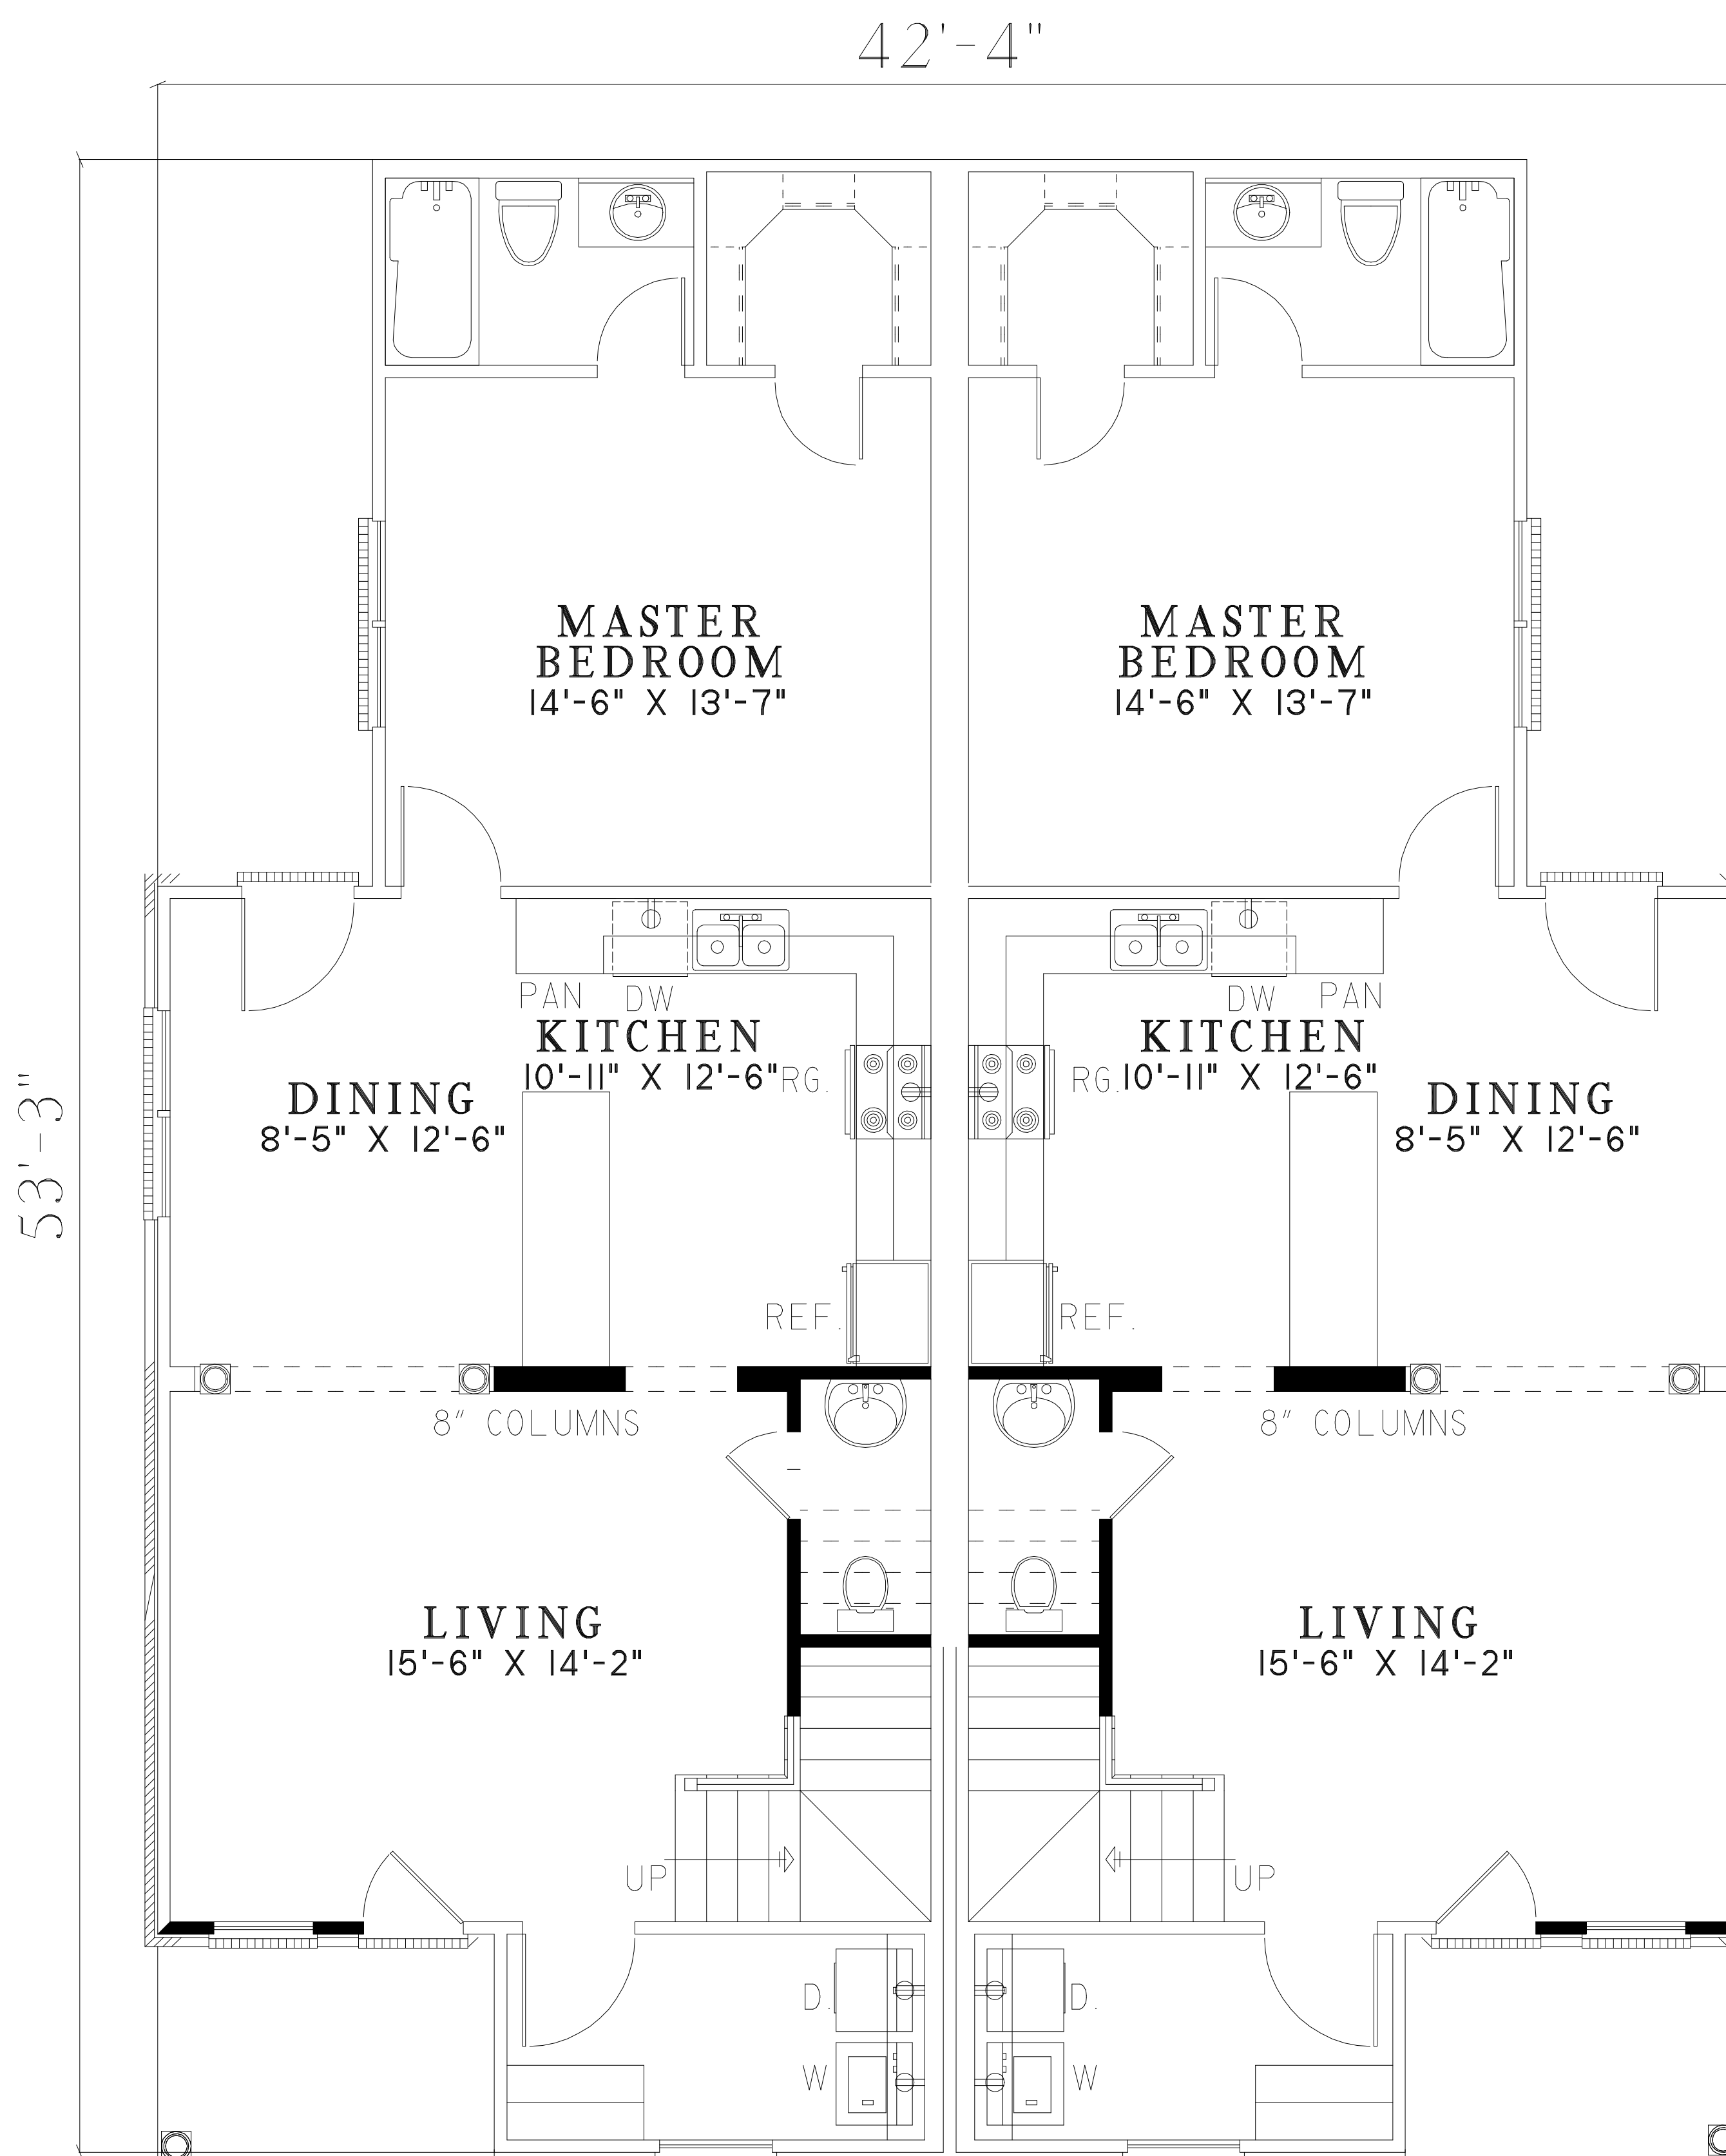 42'-4"
MASTER
BEDROOM
14'-6" X 13'-7"
MASTER
BEDROOM
14'-6" X 13'-7"
PAN DW
KITCHEN
10'-11" X 12'-6"
RG.
DW PAN
KITCHEN
RG.
10'-11" X 12'-6"
DINING
8'-5" X 12'-6"
DINING
8'-5" X 12'-6"
53'-3"
REF.
REF.
8" COLUMNS
8" COLUMNS
LIVING
15'-6" X 14'-2"
LIVING
15'-6" X 14'-2"
UP
UP
D.
D.
W
W